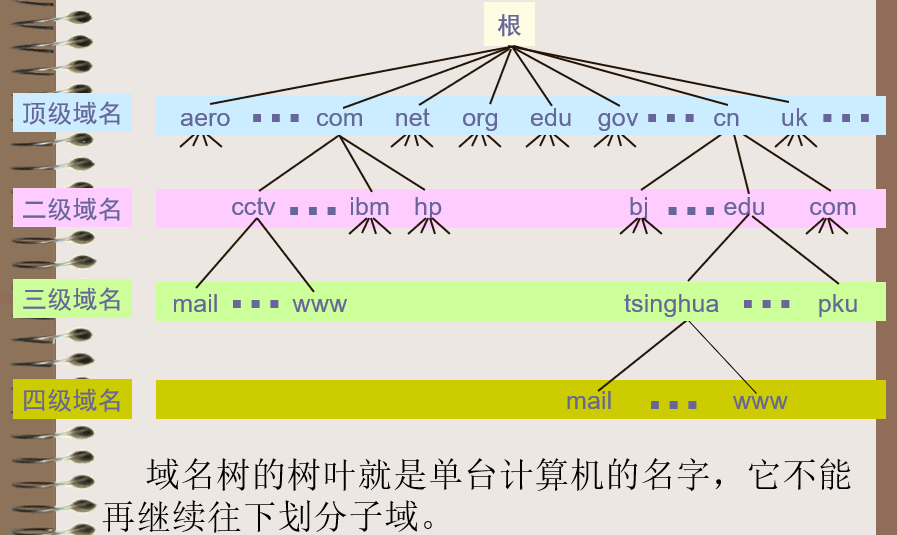 根
顶级域名 aero ▪▪▪ com net org edu gov ▪▪▪ cn uk ▪▪▪
二级域名 cctv ▪▪▪ ibm hp bj ▪▪▪ edu com
三级域名 mail ▪▪▪ www tsinghua ▪▪▪ pku
四级域名 mail ▪▪▪ www
域名树的树叶就是单台计算机的名字，它不能
再继续往下划分子域。